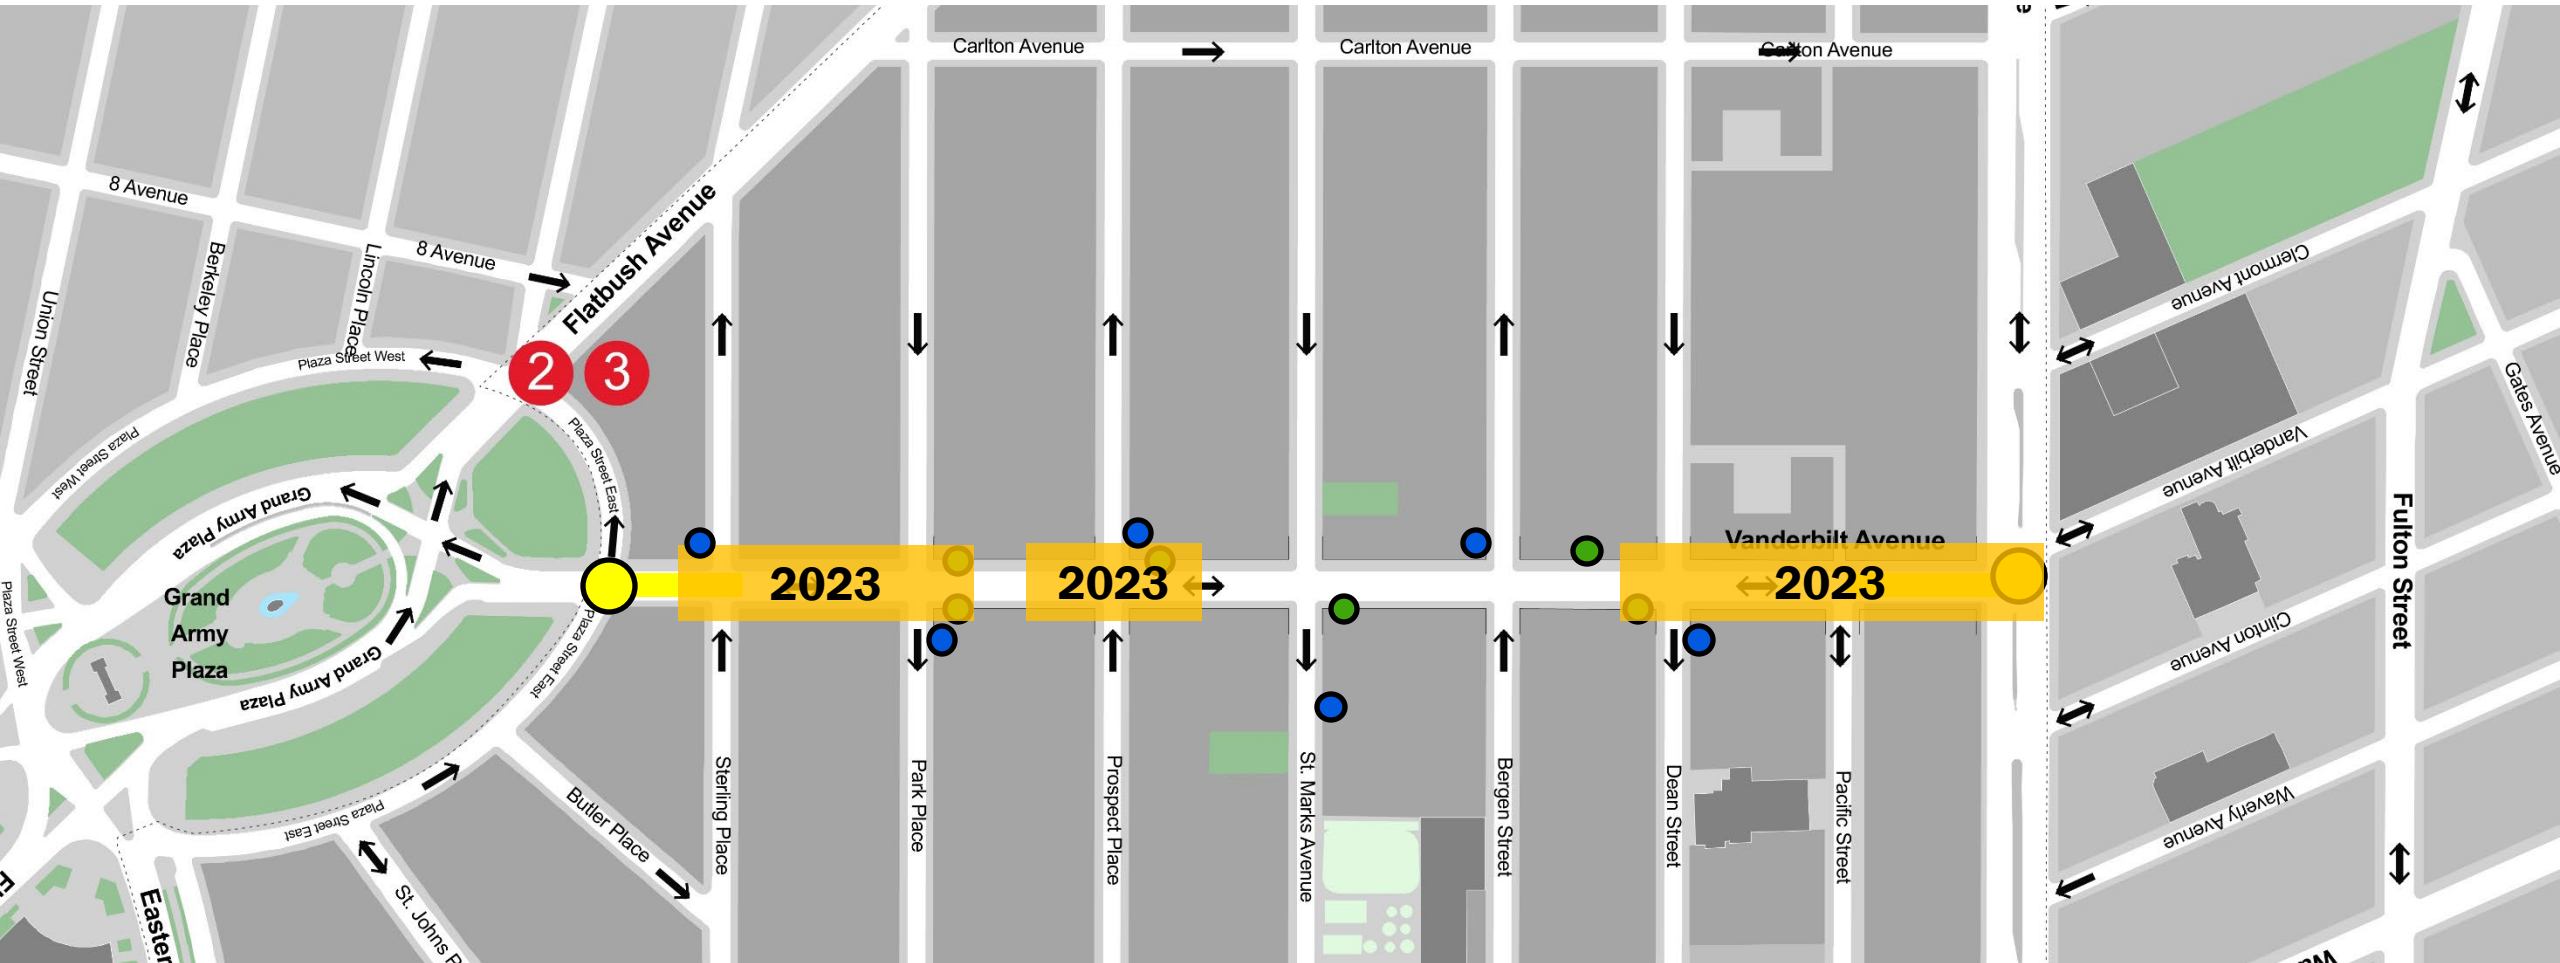 Carlton Avenue
Carlton Avenue
Carlton Avenue
8 Avenue
8 Avenue
Flatbush Avenue
Union Street
Berkeley Place
Lincoln Place
Plaza Street West
2
3
Plaza Street West
Plaza Street East
Grand Army Plaza
Grand
Army
Plaza
Grand Army Plaza
Plaza Street West
Plaza Street East
Plaza Street East
Butler Place
St. Johns P
Easter
2023
2023
2023
Vanderbilt Avenue
Sterling Place
Park Place
Prospect Place
St. Marks Avenue
Bergen Street
Dean Street
Pacific Street
Clermont Avenue
Vanderbilt Avenue
Clinton Avenue
Waverly Avenue
Fulton Street
Gates Avenue